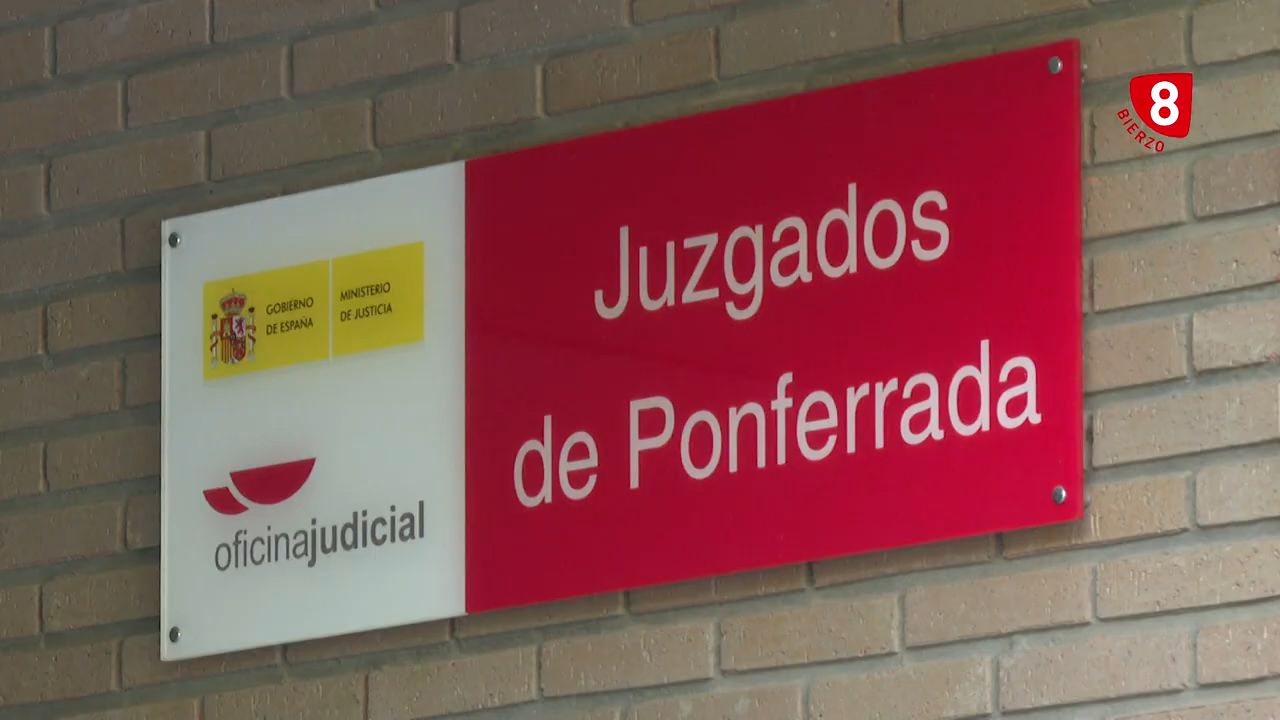 GOBIERNO
DE ESPAÑA
MINISTERIO
DE JUSTICIA
oficinajudicial
Juzgados
de Ponferrada
8
BIERZO